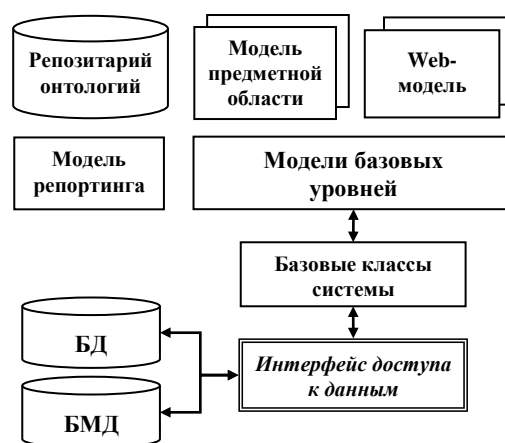 Репозитарий
онтологий
Модель
предметной
области
Web-
модель
Модель
репортинга
Модели базовых
уровней
Базовые классы
системы
БД
Интерфейс доступа
к данным
БМД